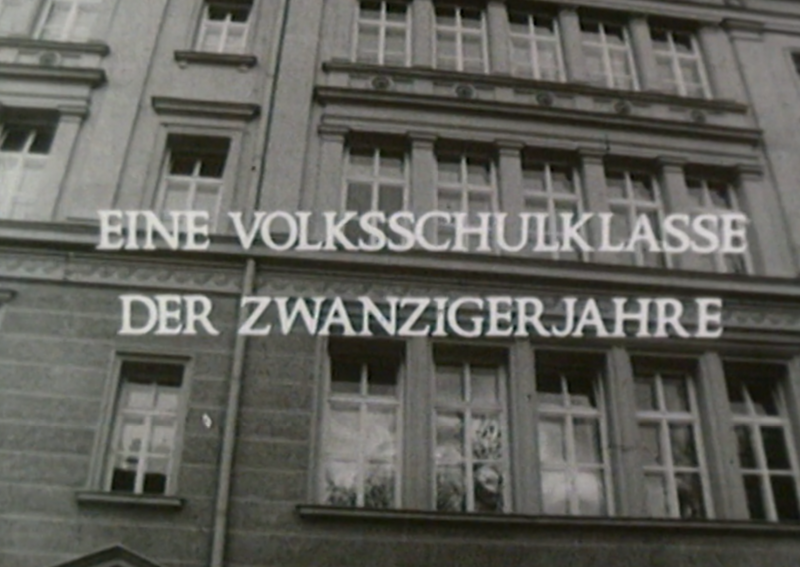 EINE VOLKSSCHULKLASSE
DER ZWANZIGERJAHRE